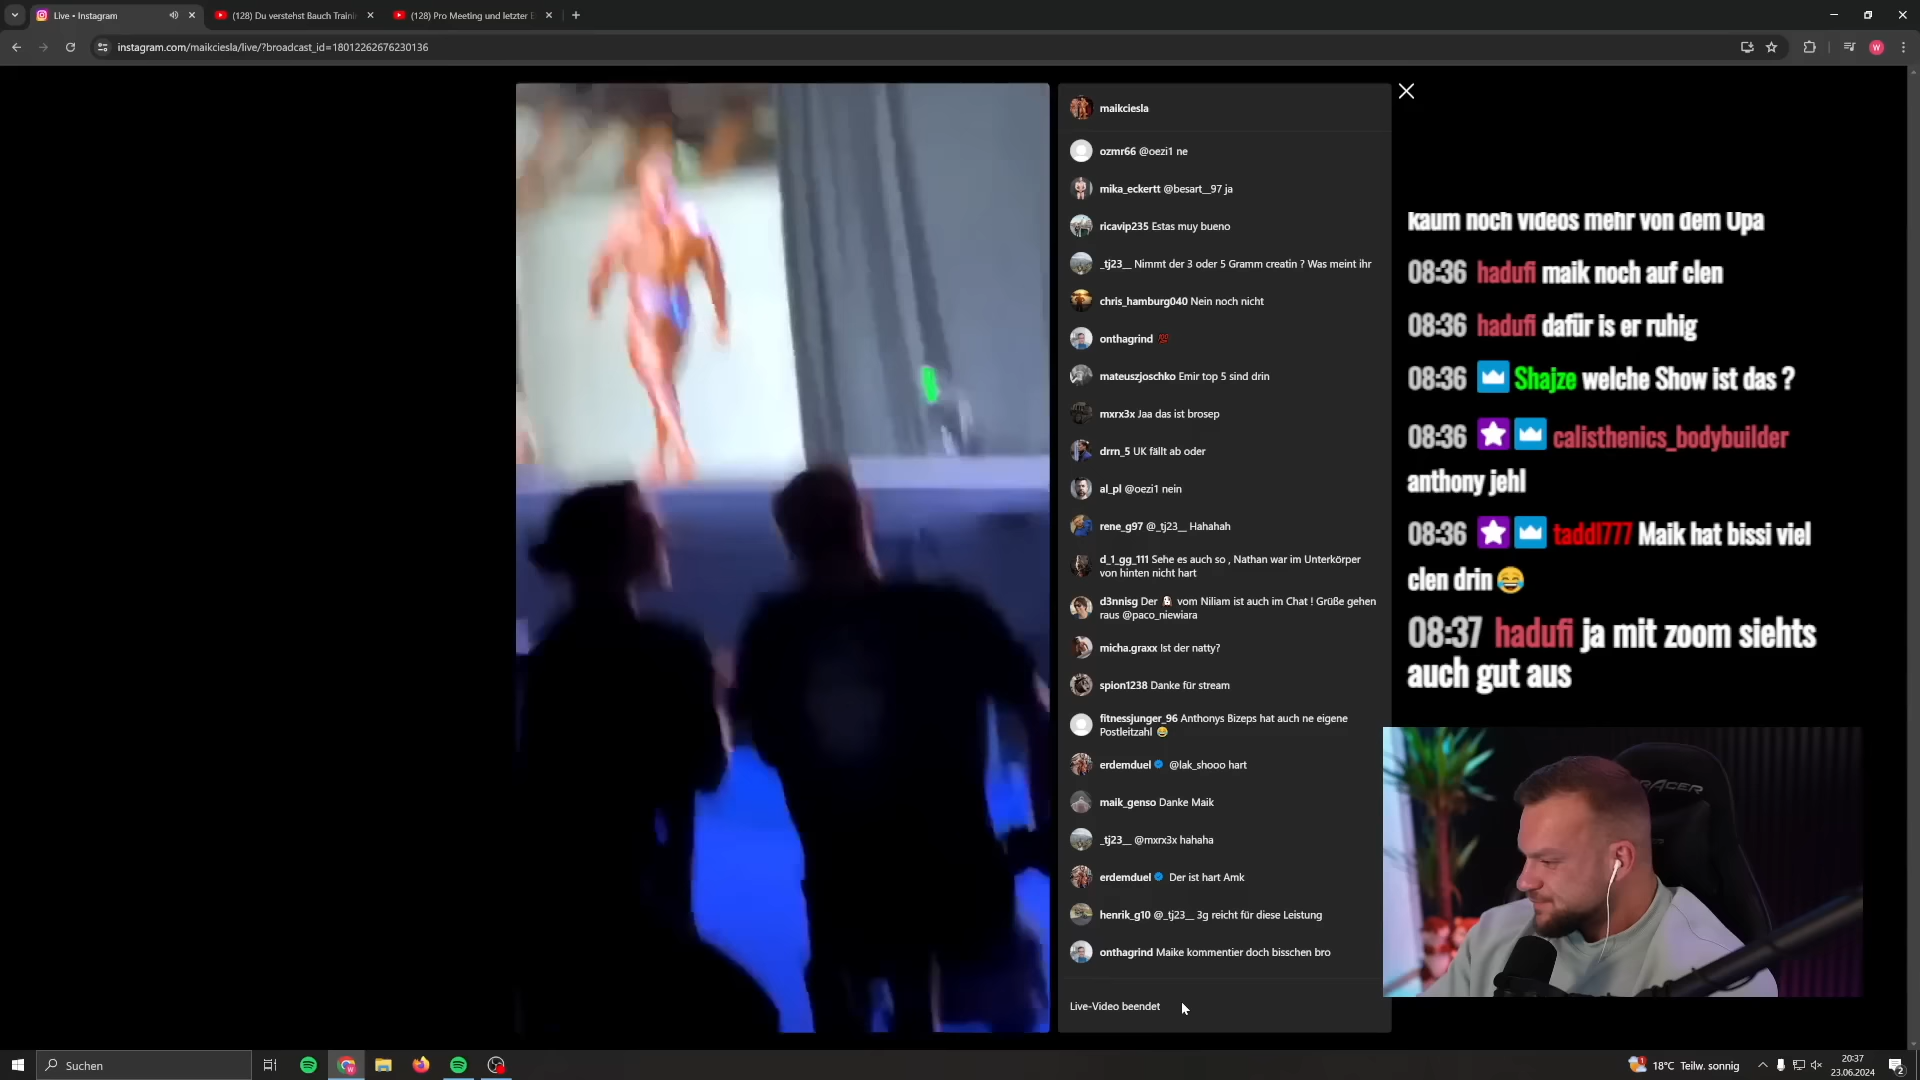 Live • Instagram
(128) Du verstehst Bauch Traini
(128) Pro Meeting und letzter E
instagram.com/maikciesla/live/?broadcast_id=18012262676230136
W
maikciesla
ozmr66 @oezi1 ne
mika_eckertt @besart__97 ja
ricavip235 Estas muy bueno
_tj23__ Nimmt der 3 oder 5 Gramm creatin ? Was meint ihr
chris_hamburg040 Nein noch nicht
onthagrind 💯
mateuszjoschko Emir top 5 sind drin
mxrx3x Jaa das ist brosep
drrn_5 UK fällt ab oder
al_pl @oezi1 nein
rene_g97 @_tj23__ Hahahah
d_1_gg_111 Sehe es auch so , Nathan war im Unterkörper
von hinten nicht hart
d3nnisg Der vom Niliam ist auch im Chat ! Grüße gehen
raus @paco_niewiara
micha.graxx Ist der natty?
spion1238 Danke für stream
fitnessjunger_96 Anthonys Bizeps hat auch ne eigene
Postleitzahl 😂
erdemduel @lak_shooo hart
maik_genso Danke Maik
_tj23__ @mxrx3x hahaha
erdemduel Der ist hart Amk
henrik_g10 @_tj23__ 3g reicht für diese Leistung
onthagrind Maike kommentier doch bisschen bro
Live-Video beendet
kaum noch videos mehr von dem Opa
08:36 hadufi maik noch auf clen
08:36 hadufi dafür is er ruhig
08:36 Shajze welche Show ist das ?
08:36 calisthenics_bodybuilder
anthony jehl
08:36 taddl777 Maik hat bissi viel
clen drin 😂
08:37 hadufi ja mit zoom siehts
auch gut aus
RACER
Suchen
18°C Teilw. sonnig
20:37
23.06.2024
2